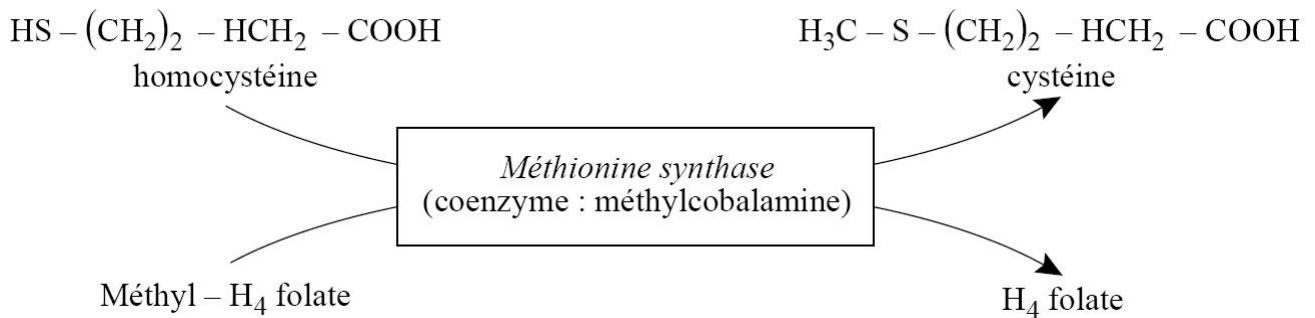 HS – (CH₂)₂ – HCH₂ – COOH
homocystéine
H₃C – S – (CH₂)₂ – HCH₂ – COOH
cystéine
Méthionine synthase
(coenzyme : méthylcobalamine)
Méthyl – H₄ folate
H₄ folate